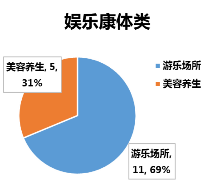 娱乐康体类
美容养生, 5,
31%
游乐场所
美容养生
游乐场所,
11, 69%